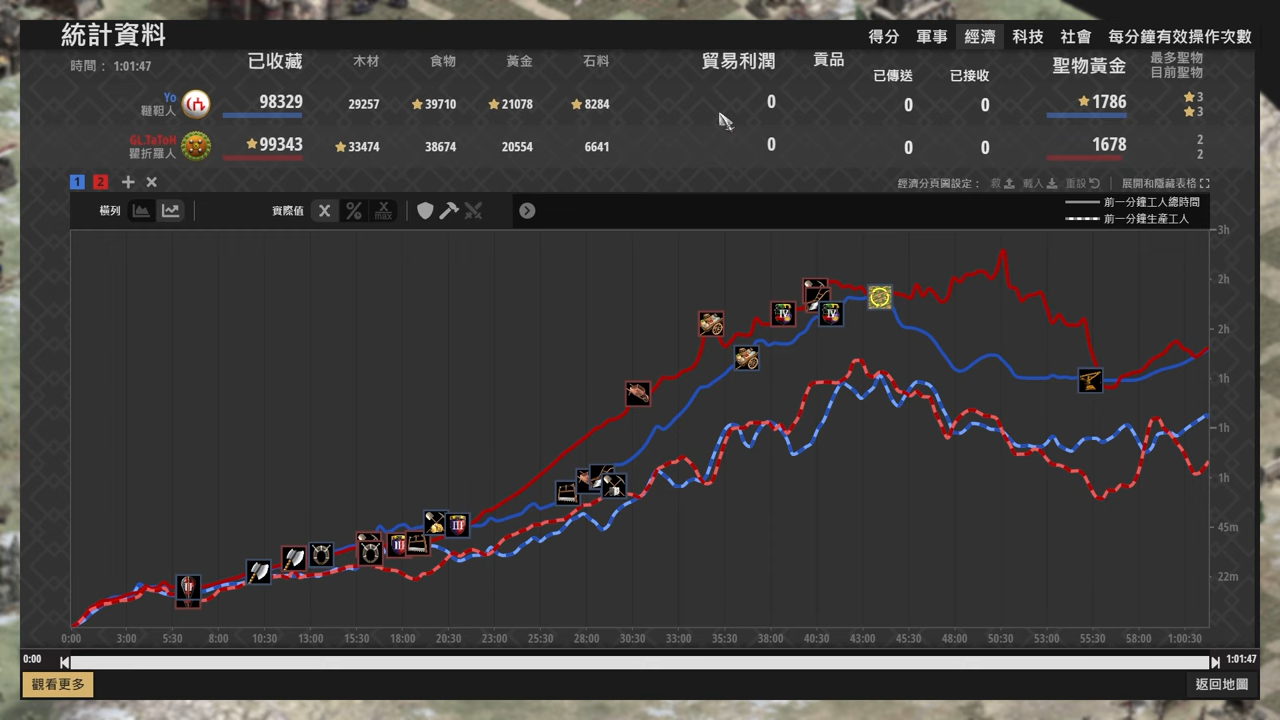 統計資料
得分 軍事 經濟 科技 社會 每分鐘有效操作次數
時間： 1:01:47
已收藏 木材 食物 黃金 石料 貿易利潤 貢品 已傳送 已接收 聖物黃金 最多聖物 目前聖物
Yo
韃靼人
98329 29257 39710 21078 8284 0 0 0 1786 3 3
GL.TaToH
瞿折羅人
99343 33474 38674 20554 6641 0 0 0 1678 2 2
1 2
經濟分頁圖設定： 載入 重設 展開和隱藏表格
橫列 實際值 X % X max
前一分鐘工人總時間
前一分鐘生產工人
3h
2h
2h
1h
1h
1h
45m
22m
II
III
III
IV
IV
0:00 3:00 5:30 8:00 10:30 13:00 15:30 18:00 20:30 23:00 25:30 28:00 30:30 33:00 35:30 38:00 40:30 43:00 45:30 48:00 50:30 53:00 55:30 58:00 1:00:30
0:00 1:01:47
觀看更多 返回地圖